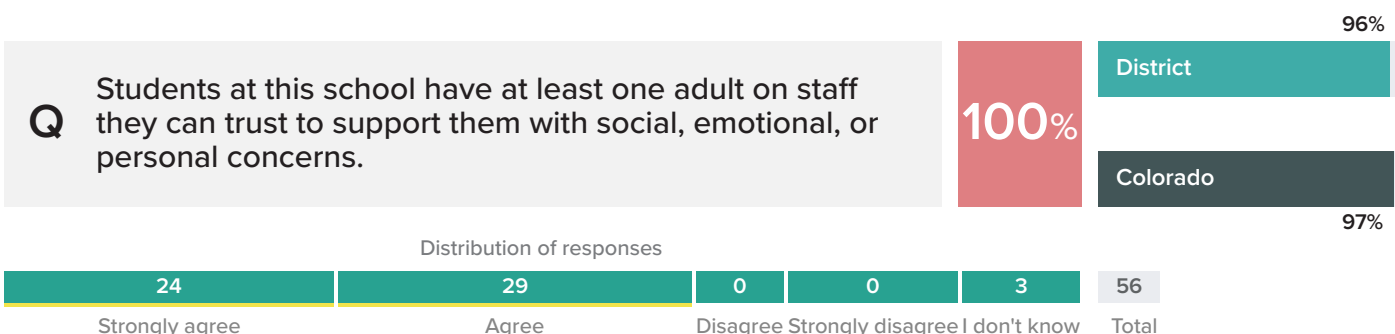 96%
Q
Students at this school have at least one adult on staff
they can trust to support them with social, emotional, or
personal concerns.
100%
District
Colorado
97%
Distribution of responses
24 29 0 0 3 56
Strongly agree Agree Disagree Strongly disagree I don't know Total